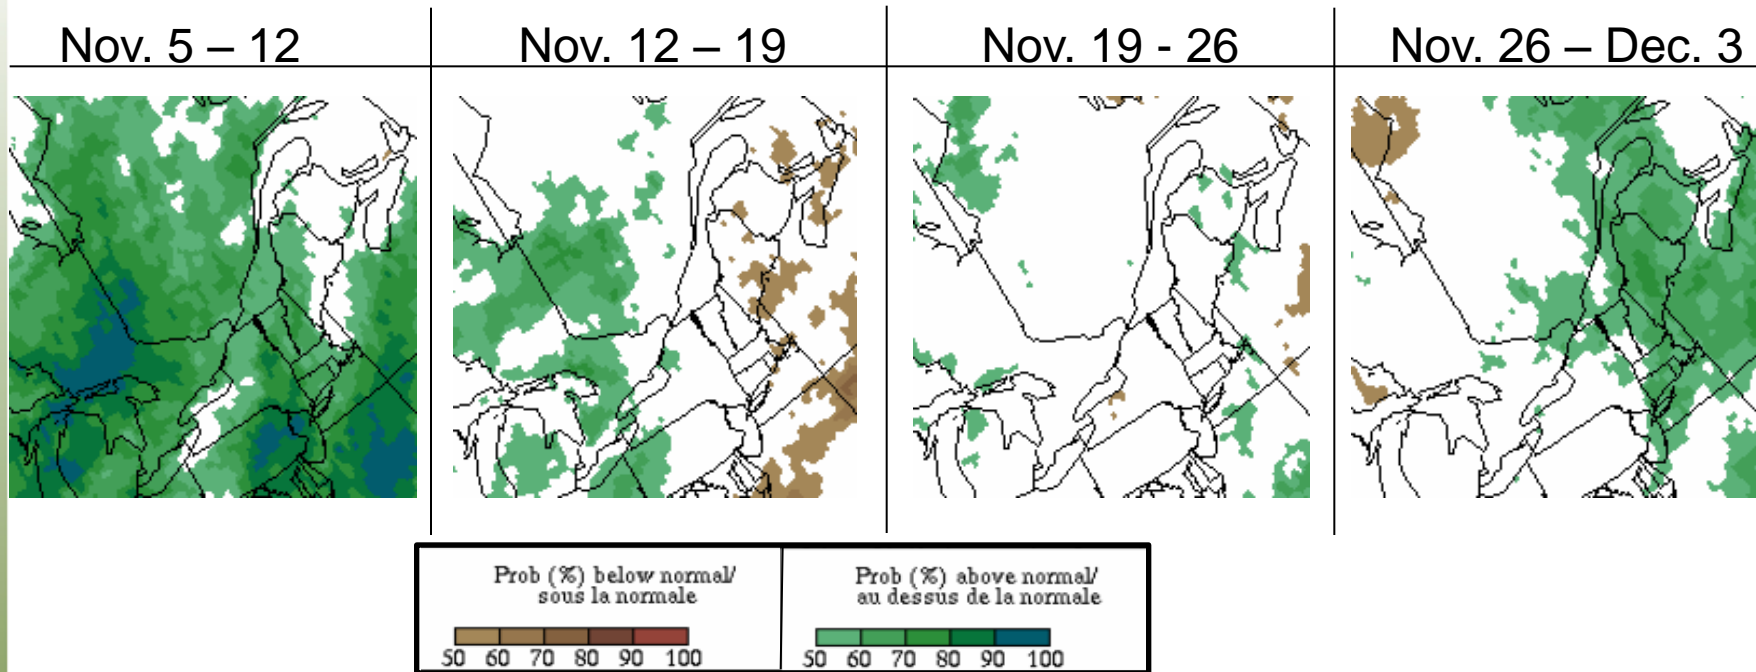 Nov. 5 – 12
Nov. 12 – 19
Nov. 19 - 26
Nov. 26 – Dec. 3
Prob (%) below normal/
sous la normale
50 60 70 80 90 100
Prob (%) above normal/
au dessus de la normale
50 60 70 80 90 100